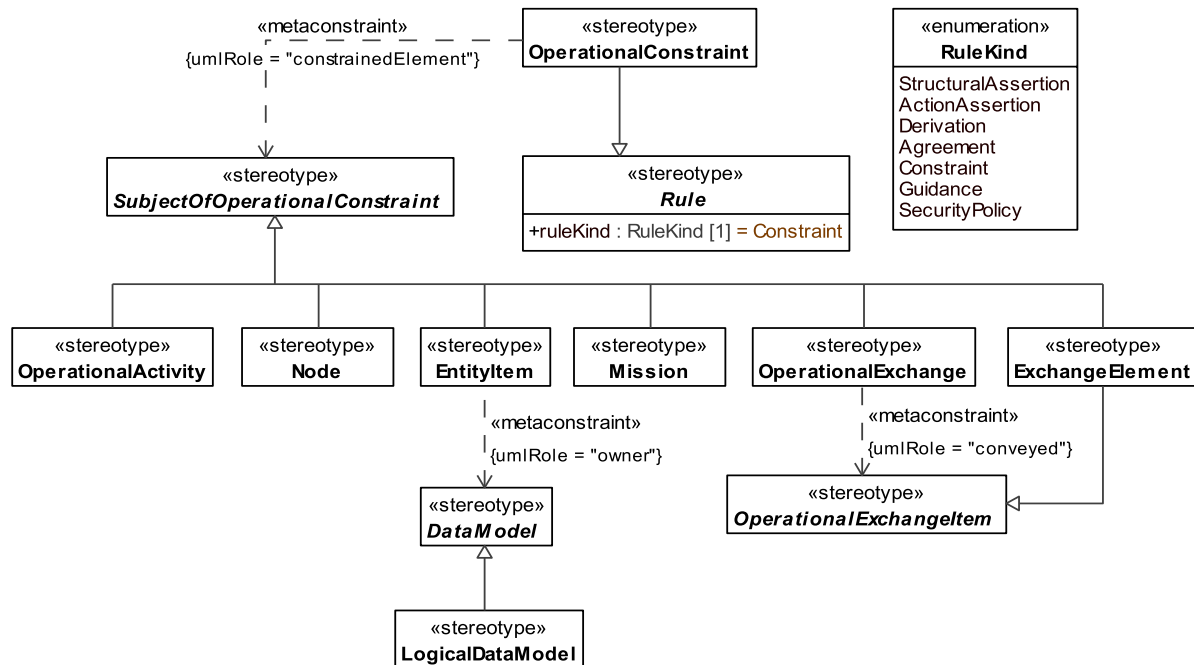 «metaconstraint»
{umlRole = "constrainedElement"}
«stereotype»
OperationalConstraint
«enumeration»
RuleKind
StructuralAssertion
ActionAssertion
Derivation
Agreement
Constraint
Guidance
SecurityPolicy
«stereotype»
SubjectOfOperationalConstraint
«stereotype»
Rule
+ruleKind : RuleKind [1] = Constraint
«stereotype»
OperationalActivity
«stereotype»
Node
«stereotype»
EntityItem
«stereotype»
Mission
«stereotype»
OperationalExchange
«stereotype»
ExchangeElement
«metaconstraint»
{umlRole = "owner"}
«metaconstraint»
{umlRole = "conveyed"}
«stereotype»
DataModel
«stereotype»
OperationalExchangeItem
«stereotype»
LogicalDataModel